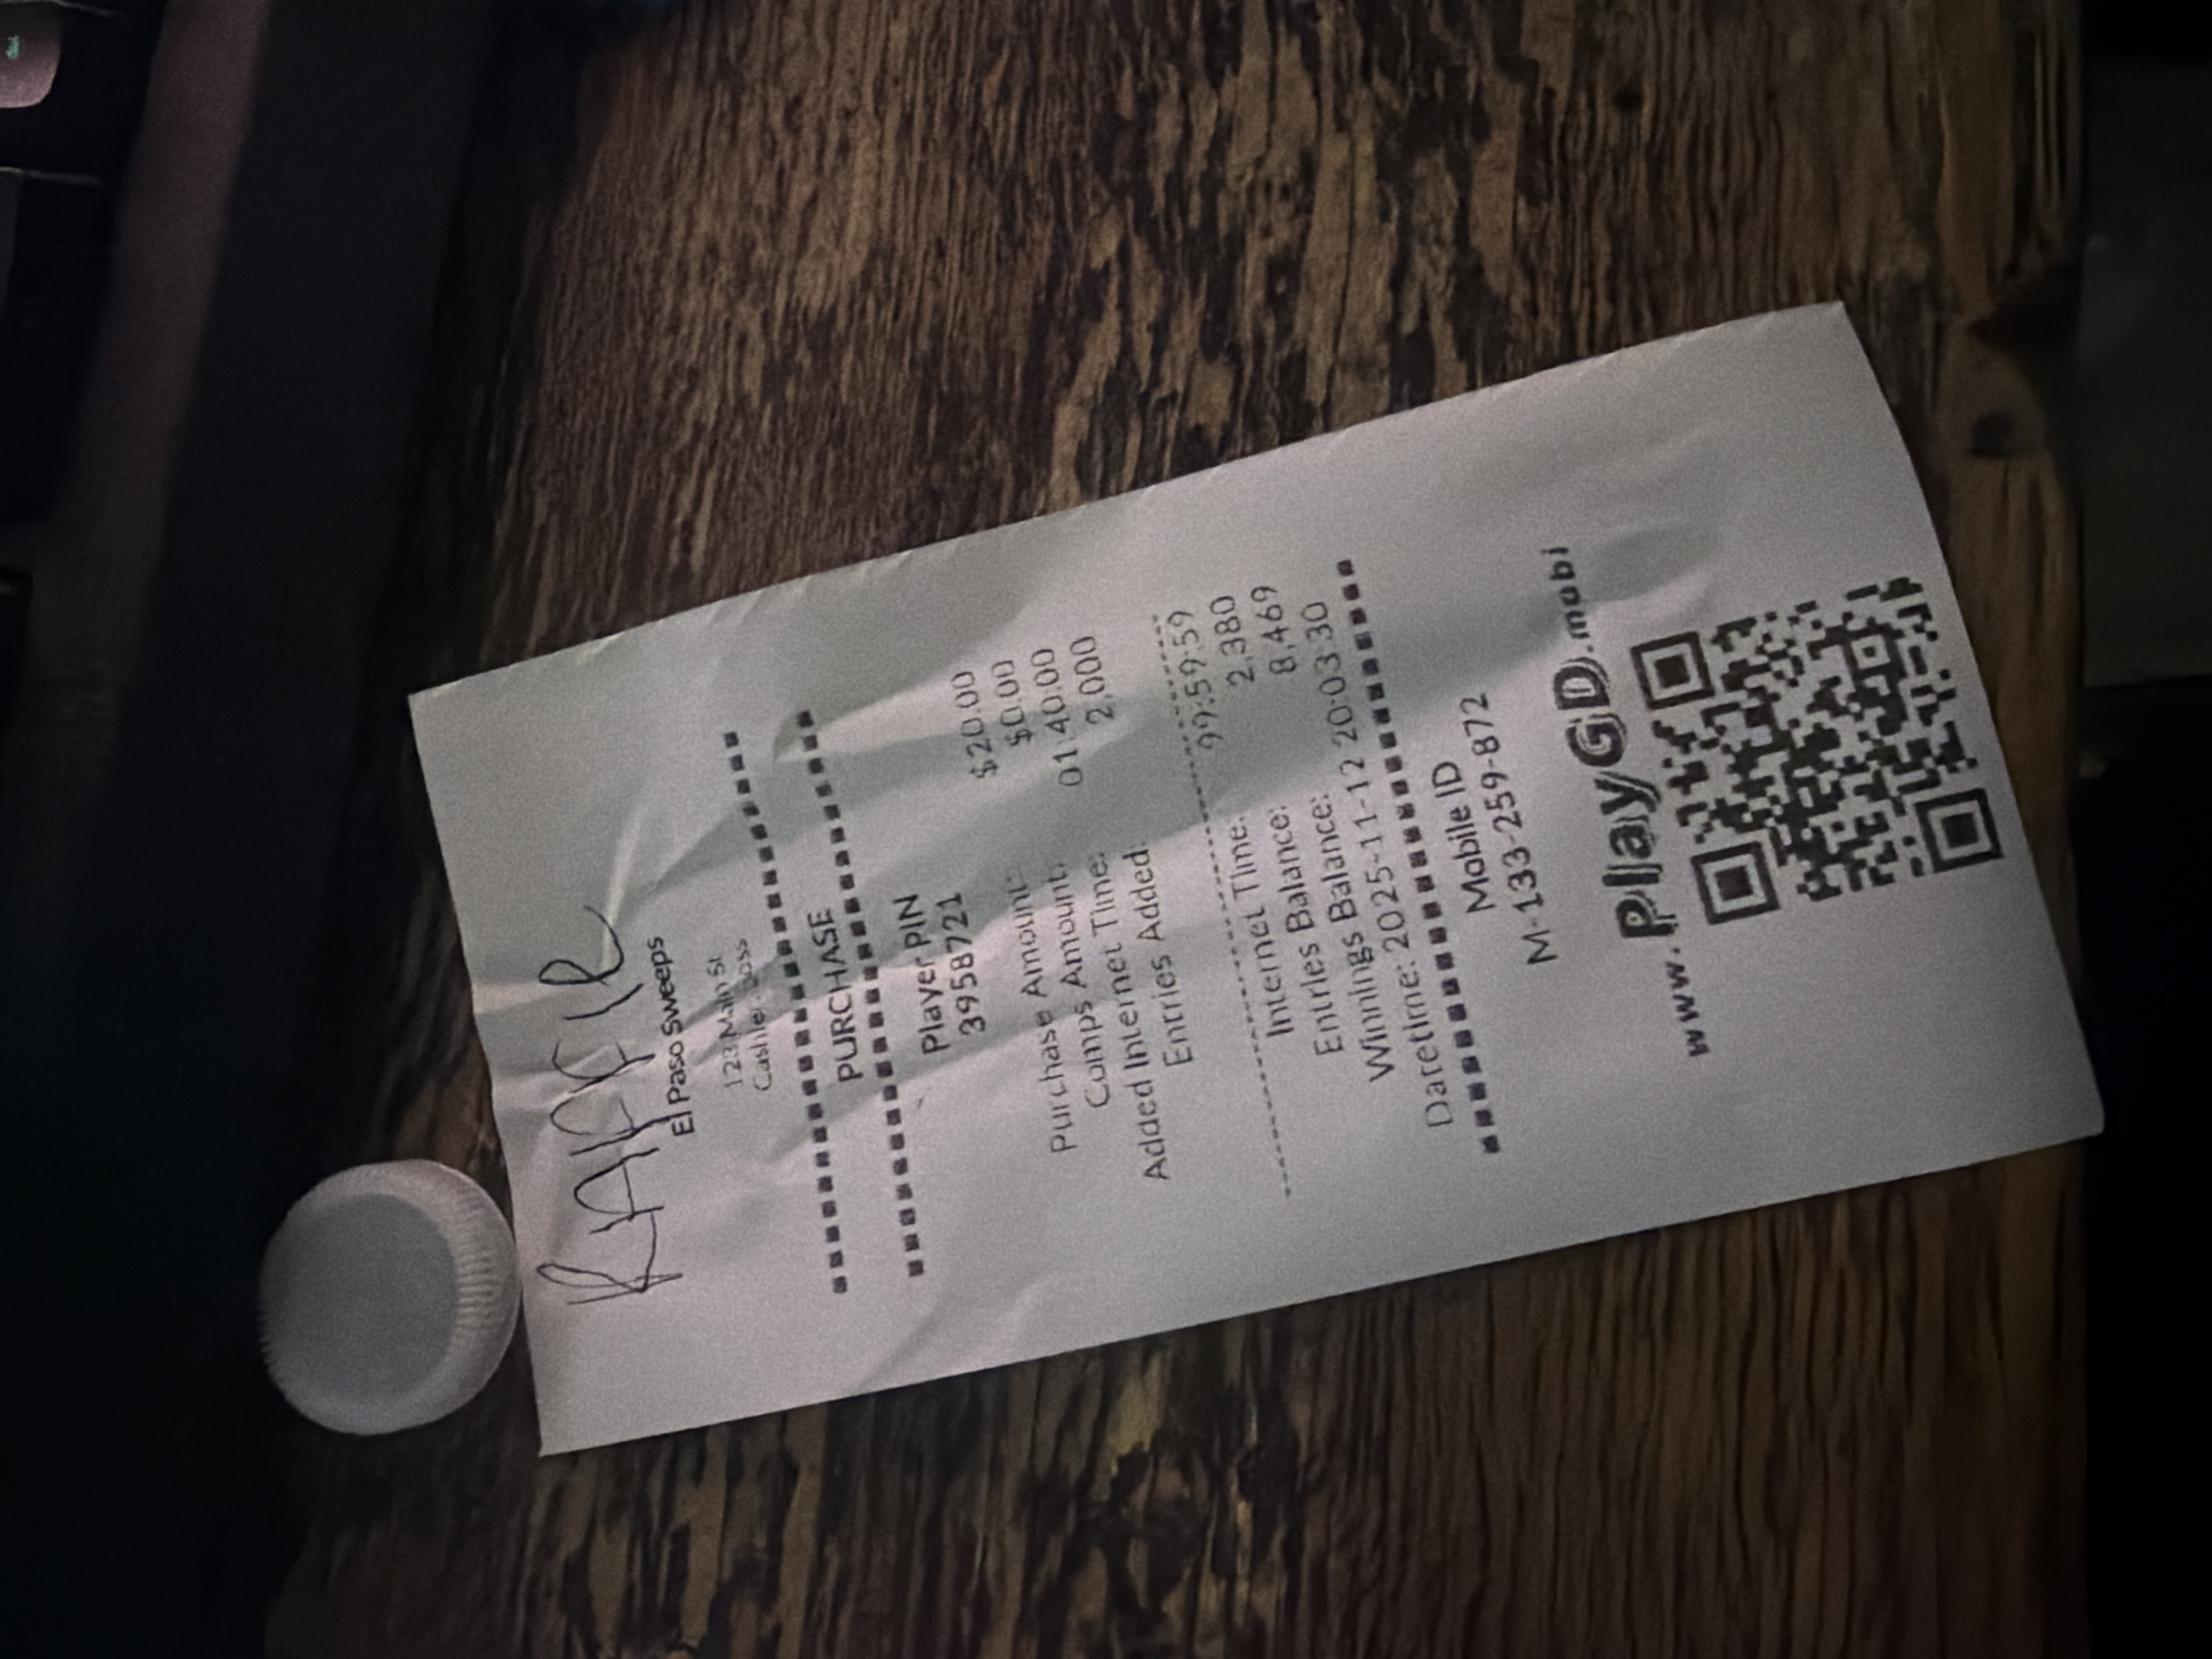 El Paso Sweeps
123 Main St
PURCHASE
Player PIN
3958721
Purchase Amount: $20.00
Comps Amount: $0.00
Added Internet Time: 01:40:00
Entries Added: 2,000
Internet Time: 99:59:59
Entries Balance: 2,380
Winnings Balance: 8,469
Datetime: 2025-11-12 20:03:30
Mobile ID
M-133-259-872
www.PlayGD.mobi